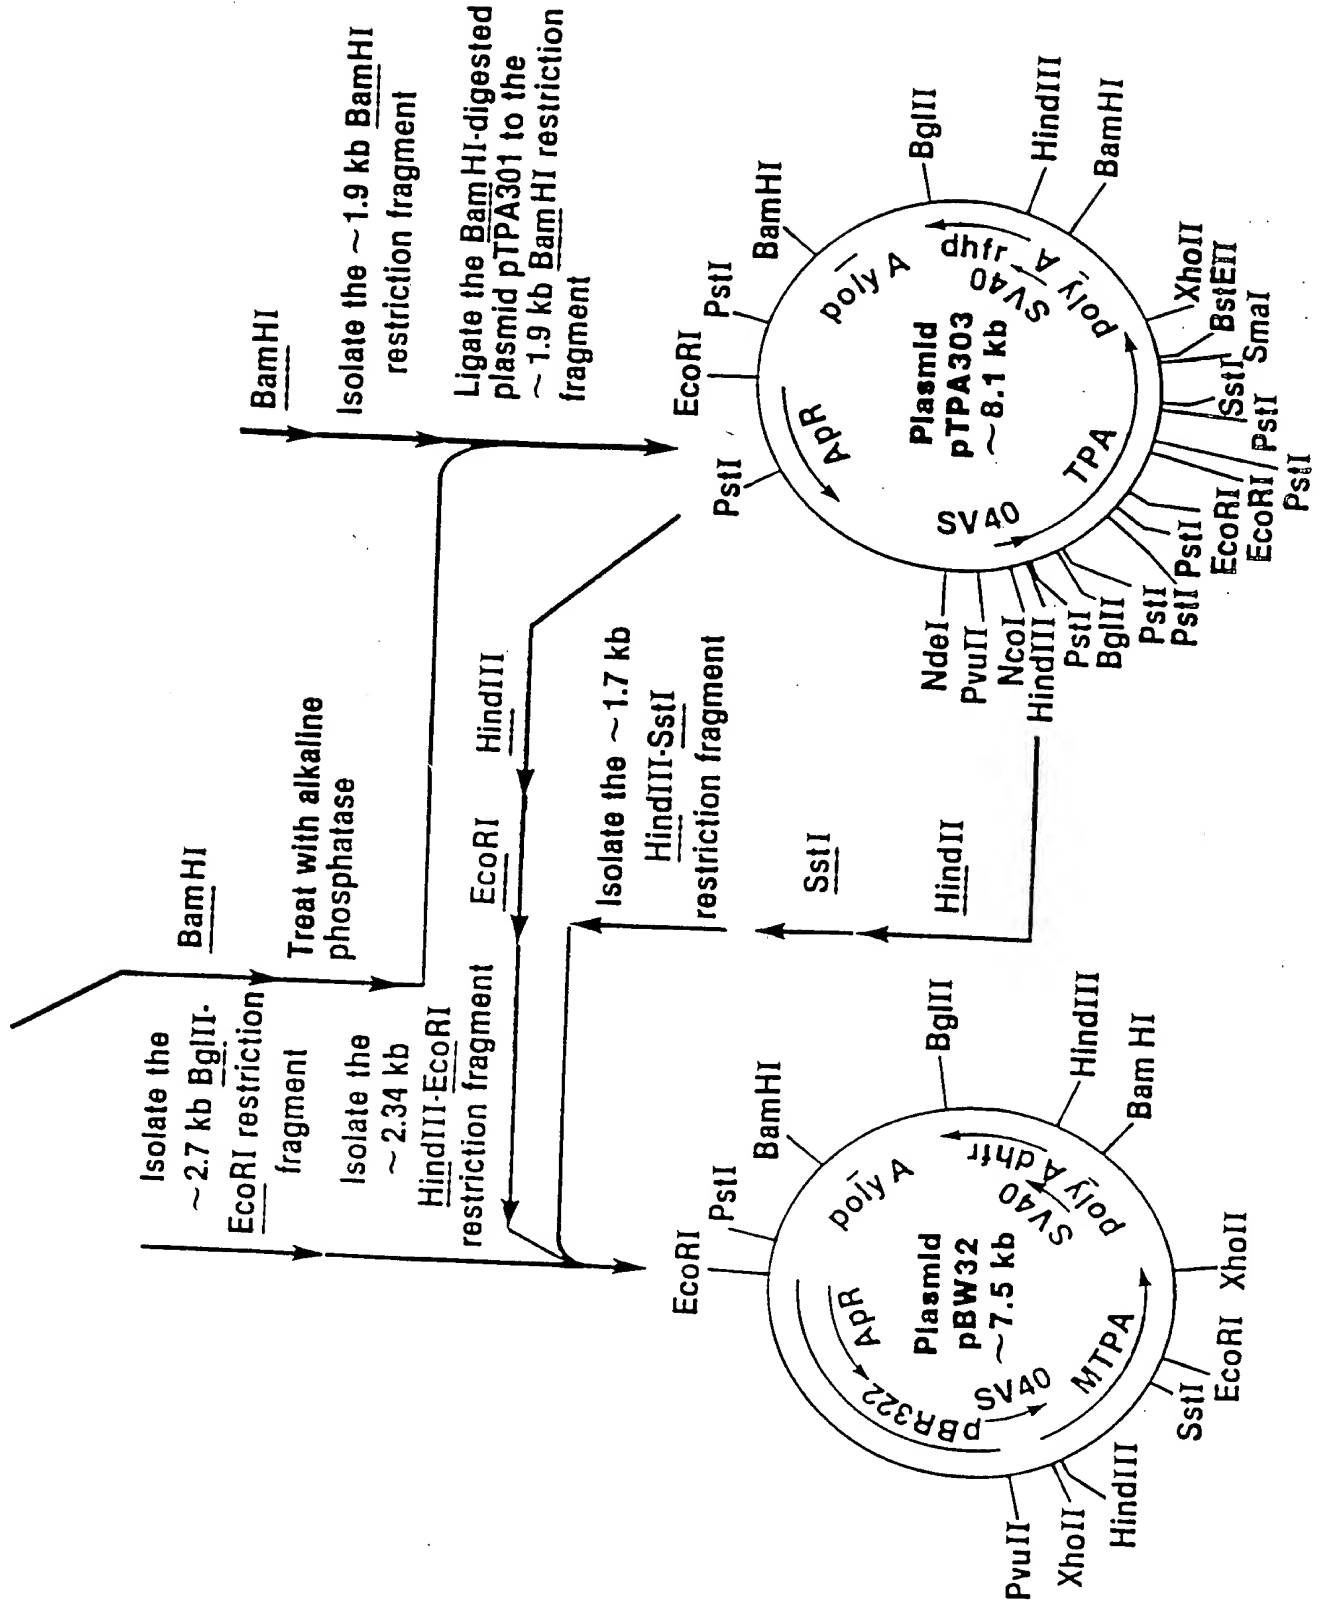 Isolate the
~2.7 kb BglII-
EcoRI restriction
fragment
BamHI
Treat with alkaline
phosphatase
BamHI
Isolate the ~1.9 kb BamHI
restriction fragment
Ligate the BamHI-digested
plasmid pTPA301 to the
~1.9 kb BamHI restriction
fragment
Isolate the
~2.34 kb
HindIII-EcoRI
restriction fragment
EcoRI
HindIII
Isolate the ~1.7 kb
HindIII-SstI
restriction fragment
SstI
HindII
EcoRI
PstI
BamHI
BglII
HindIII
Bam HI
XhoII
EcoRI
SstI
HindIII
XhoII
PvuII
poly A
dhfr
SV40
poly A
MTPA
SV40
pBR322
ApR
Plasmid
pBW32
~7.5 kb
PstI
EcoRI
PstI
BamHI
BglII
HindIII
BamHI
XhoII
BstEII
SmaI
SstI
PstI
PstI
EcoRI
EcoRI
PstI
PstI
PstI
BglII
PstI
HindIII
NcoI
PvuII
NdeI
ApR
poly A
dhfr
SV40
poly A
TPA
SV40
Plasmid
pTPA303
~8.1 kb